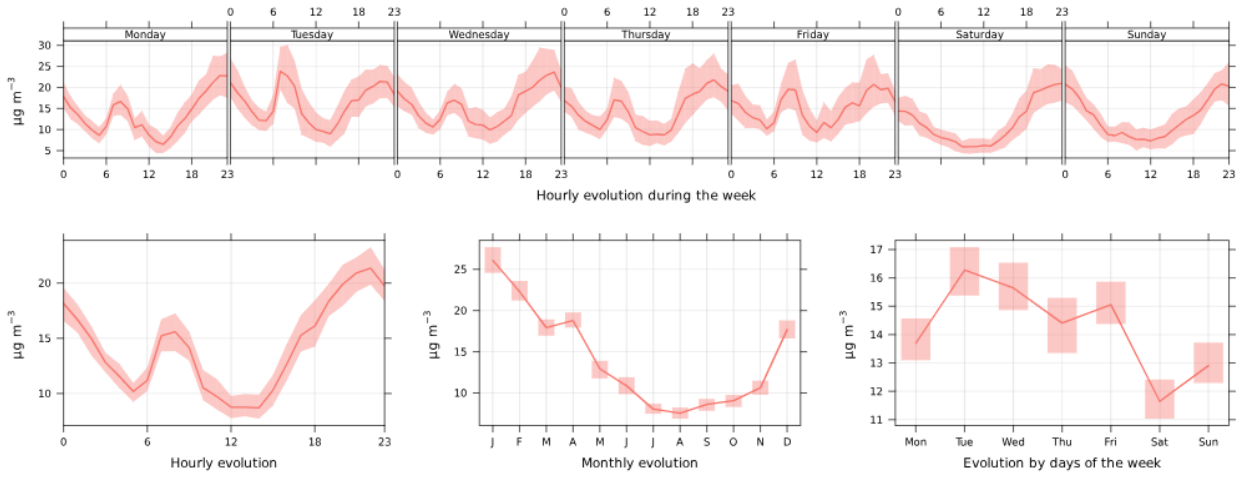 0 6 12 18 23 0 6 12 18 23 0 6 12 18 23
Monday Tuesday Wednesday Thursday Friday Saturday Sunday
30
25
20
15
10
5
µg m⁻³
0 6 12 18 23 0 6 12 18 23 0 6 12 18 23 0 6 12 18 23
Hourly evolution during the week
20
15
10
µg m⁻³
0 6 12 18 23
Hourly evolution
25
20
15
10
µg m⁻³
J F M A M J J A S O N D
Monthly evolution
17
16
15
14
13
12
11
µg m⁻³
Mon Tue Wed Thu Fri Sat Sun
Evolution by days of the week